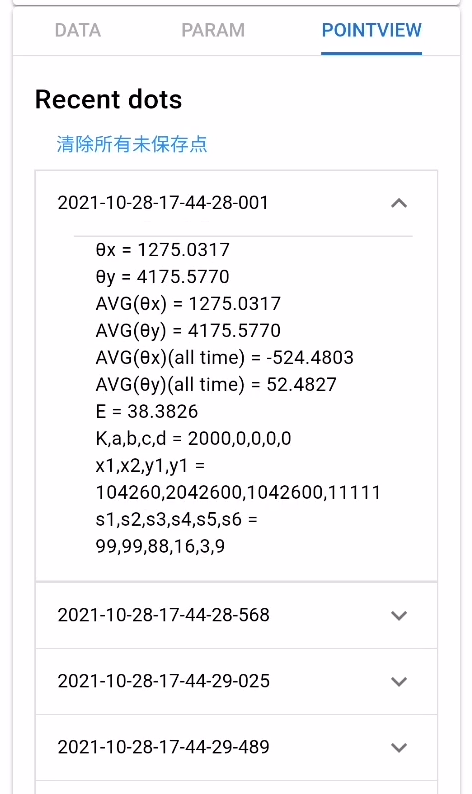 DATA PARAM POINTVIEW
Recent dots
清除所有未保存点
2021-10-28-17-44-28-001
θx = 1275.0317
θy = 4175.5770
AVG(θx) = 1275.0317
AVG(θy) = 4175.5770
AVG(θx)(all time) = -524.4803
AVG(θy)(all time) = 52.4827
E = 38.3826
K,a,b,c,d = 2000,0,0,0,0
x1,x2,y1,y1 =
104260,2042600,1042600,11111
s1,s2,s3,s4,s5,s6 =
99,99,88,16,3,9
2021-10-28-17-44-28-568
2021-10-28-17-44-29-025
2021-10-28-17-44-29-489